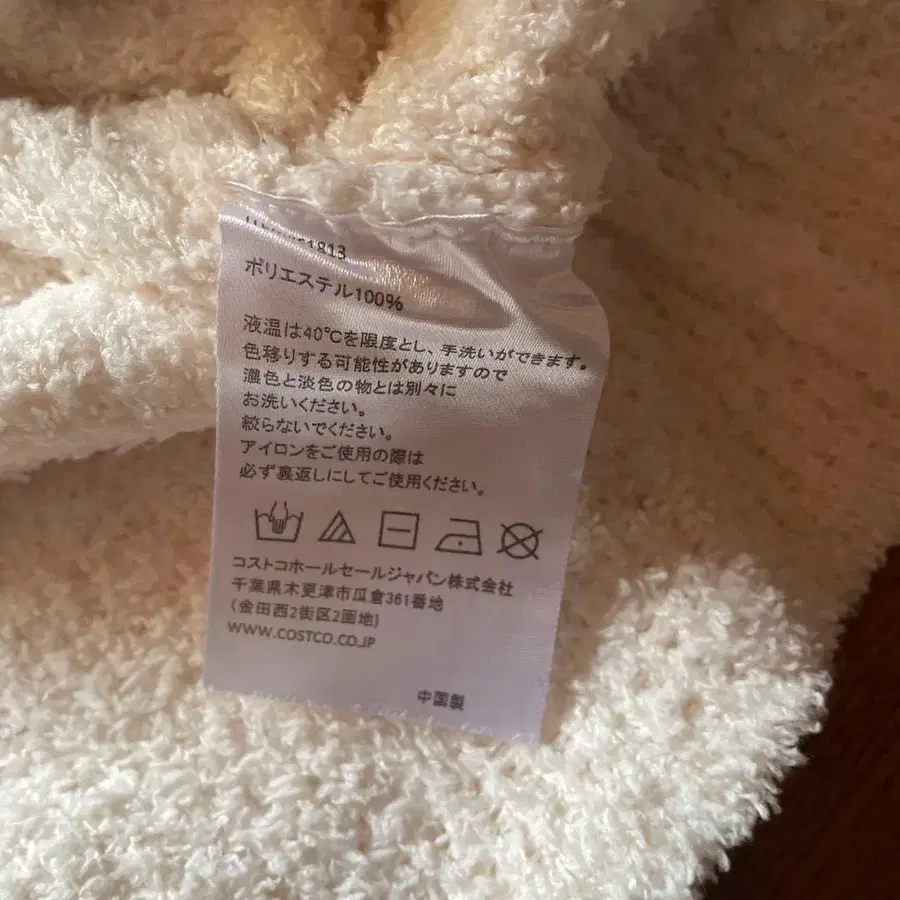 1813
ポリエステル100%
液温は40℃を限度とし、手洗いができます。
色移りする可能性がありますので
濃色と淡色の物とは別々に
お洗いください。
絞らないでください。
アイロンをご使用の際は
必ず裏返しにしてご使用ください。
コストコホールセールジャパン株式会社
千葉県木更津市瓜倉361番地
(金田西2街区2画地)
WWW.COSTCO.CO.JP
中国製